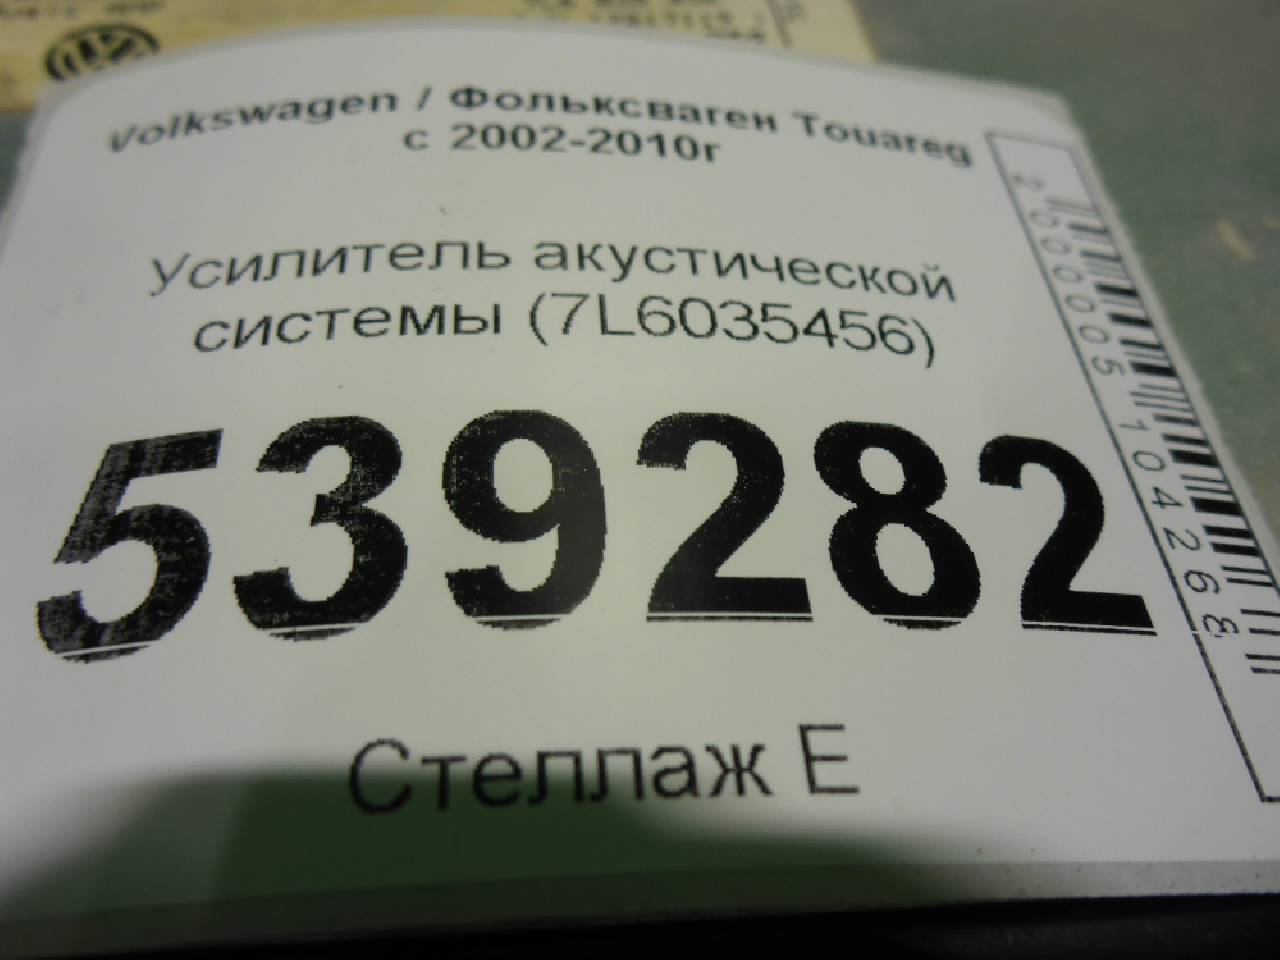 Volkswagen / Фольксваген Touareg
с 2002-2010г
Усилитель акустической
системы (7L6035456)
539282
Стеллаж Е
2000005104268